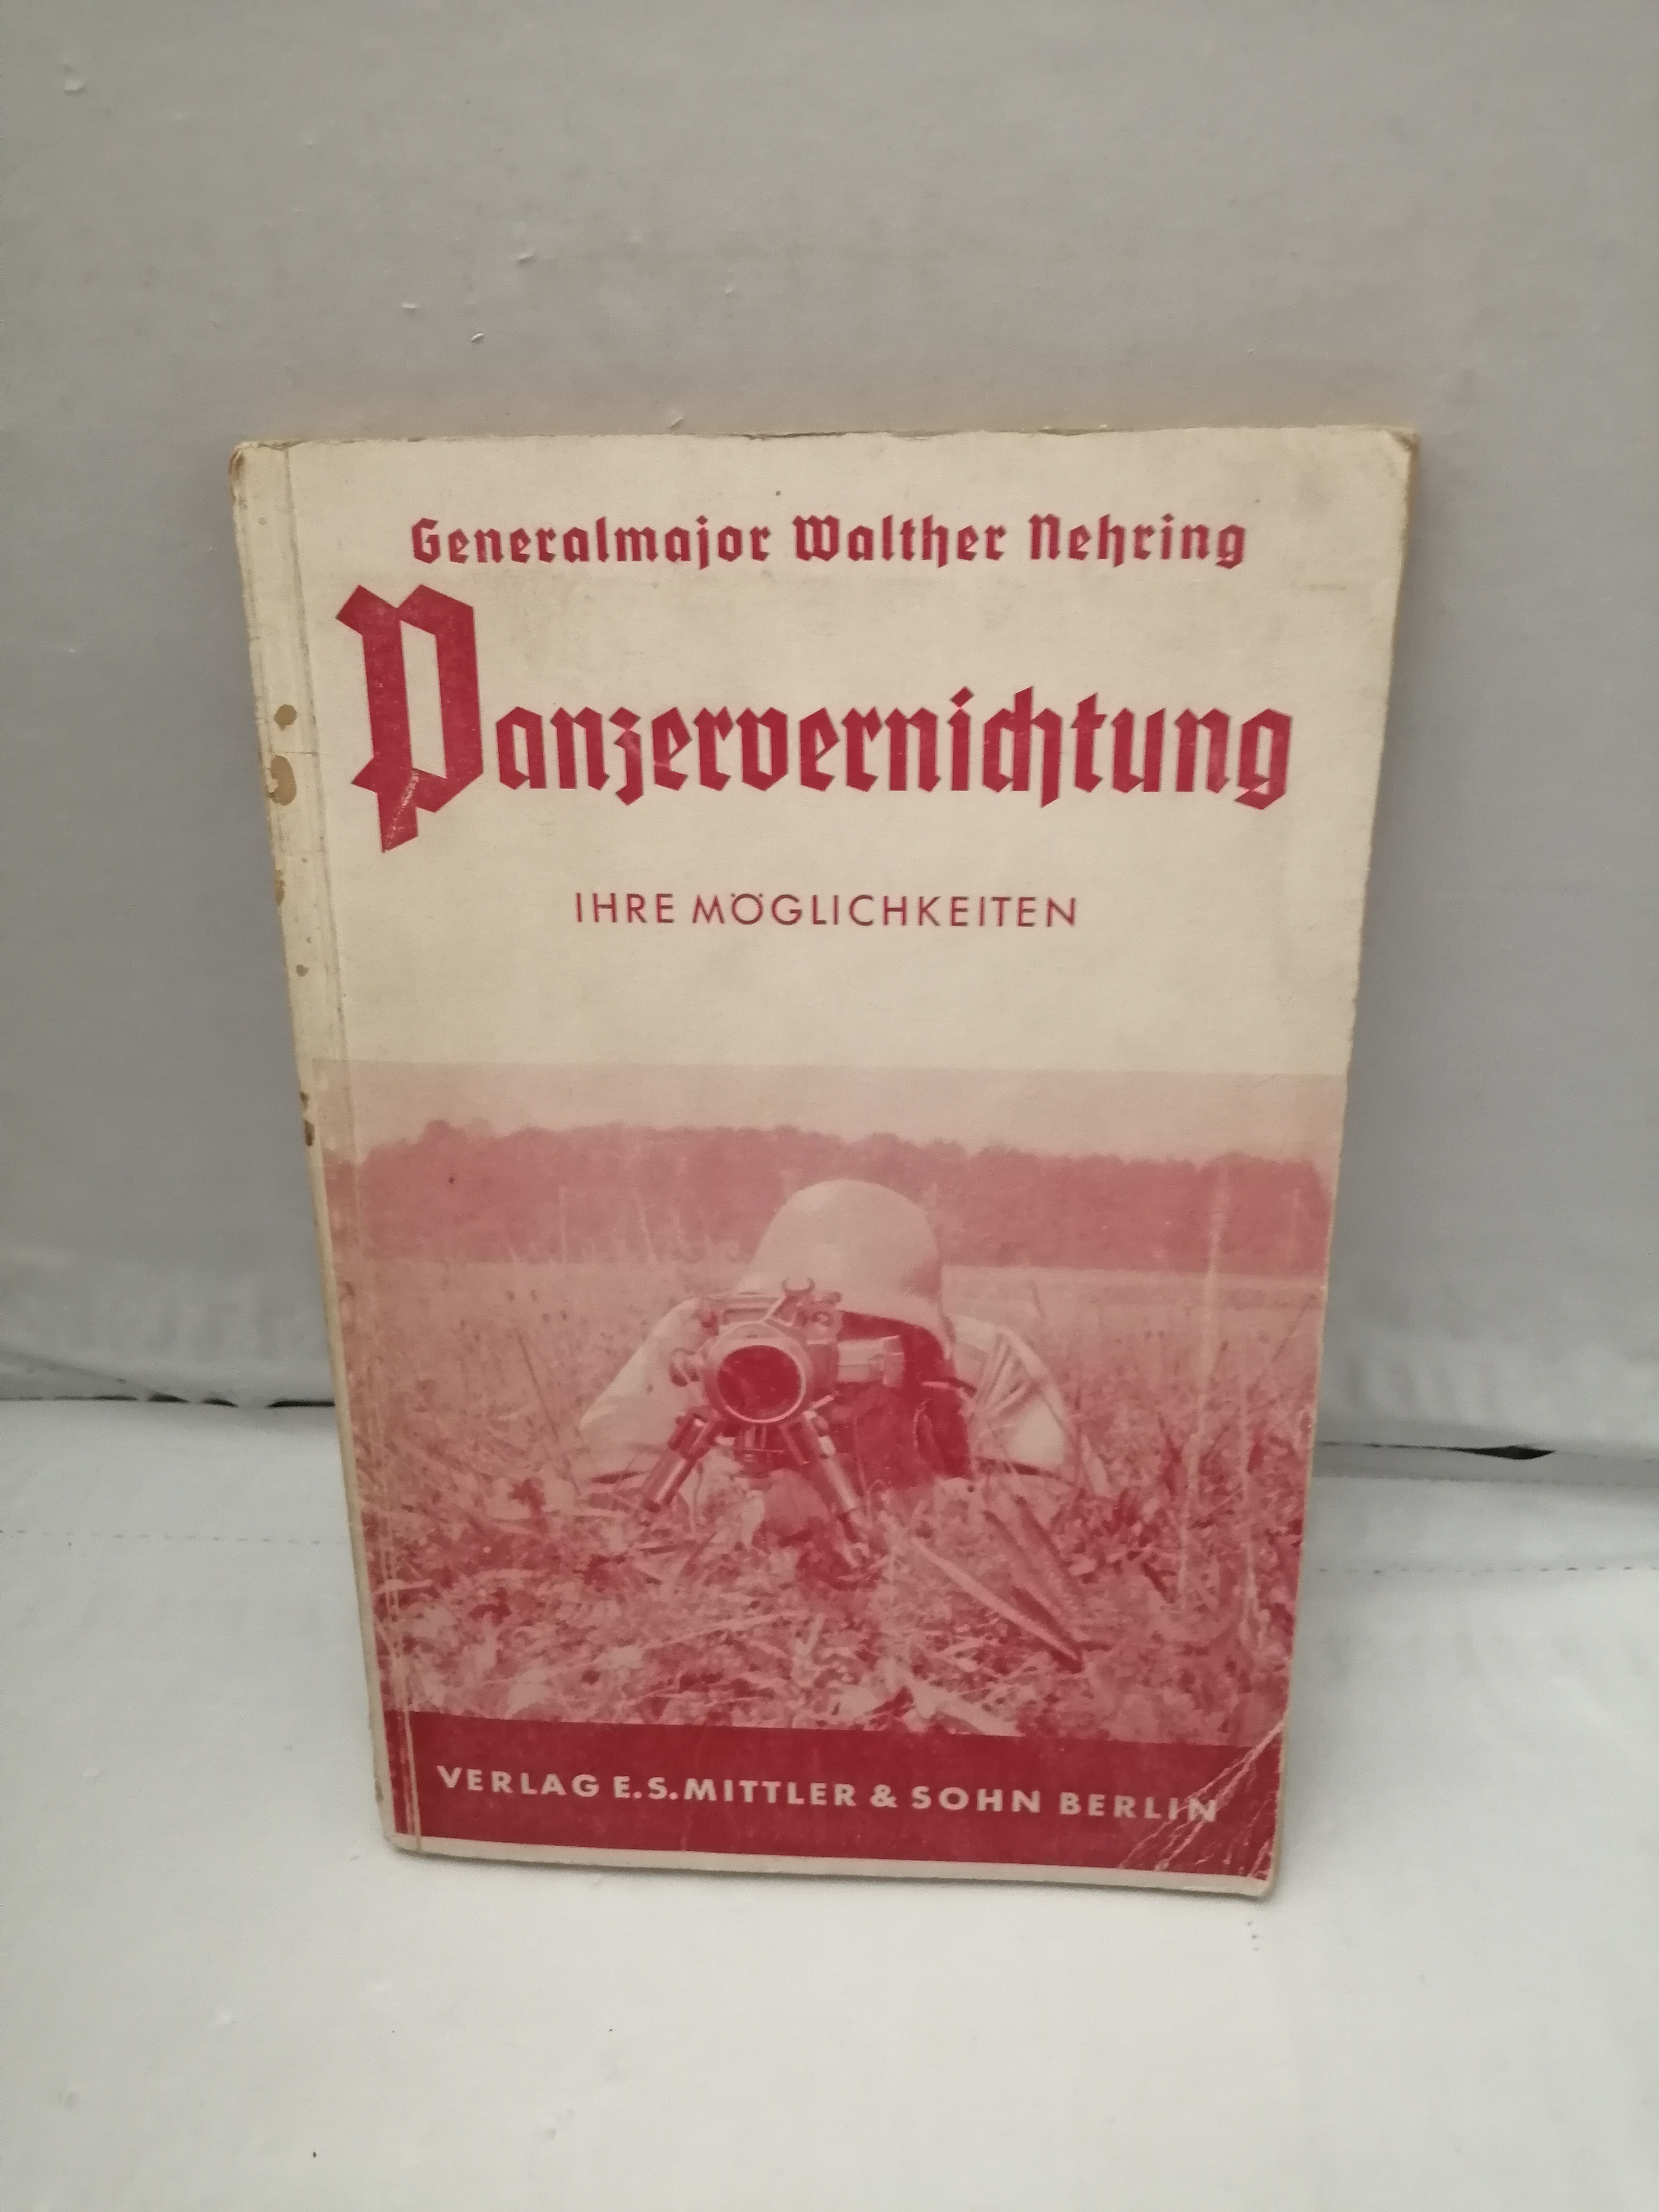 Generalmajor Walther Nehring
Panzervernichtung
IHRE MÖGLICHKEITEN
VERLAG E.S.MITTLER & SOHN BERLIN